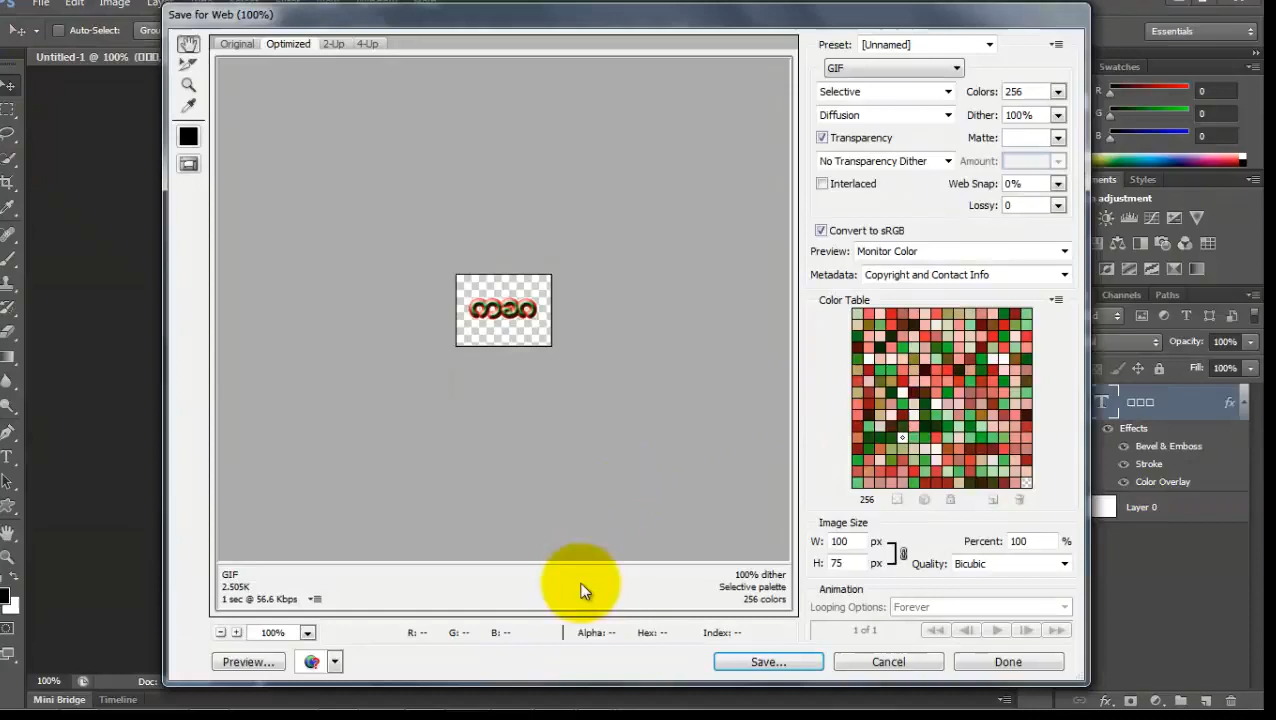 Save for Web (100%)
Auto-Select:
Essentials
Untitled-1 @ 100% (□□□
Original Optimized 2-Up 4-Up
Preset: [Unnamed]
GIF
Selective Colors: 256
Diffusion Dither: 100%
Transparency Matte:
No Transparency Dither Amount:
Interlaced Web Snap: 0%
Lossy: 0
Convert to sRGB
Preview: Monitor Color
Metadata: Copyright and Contact Info
Color Table
256
Image Size
W: 100 px Percent: 100 %
H: 75 px Quality: Bicubic
Animation
Looping Options: Forever
1 of 1
GIF
2.505K
1 sec @ 56.6 Kbps
100% dither
Selective palette
256 colors
100% R: -- G: -- B: -- Alpha: -- Hex: -- Index: --
Preview... Save... Cancel Done
Swatches
R 0
G 0
B 0
Styles
adjustment
Channels Paths
Opacity: 100%
Fill: 100%
T □□□ fx
Effects
Bevel & Emboss
Stroke
Color Overlay
Layer 0
100% Doc:
Mini Bridge Timeline